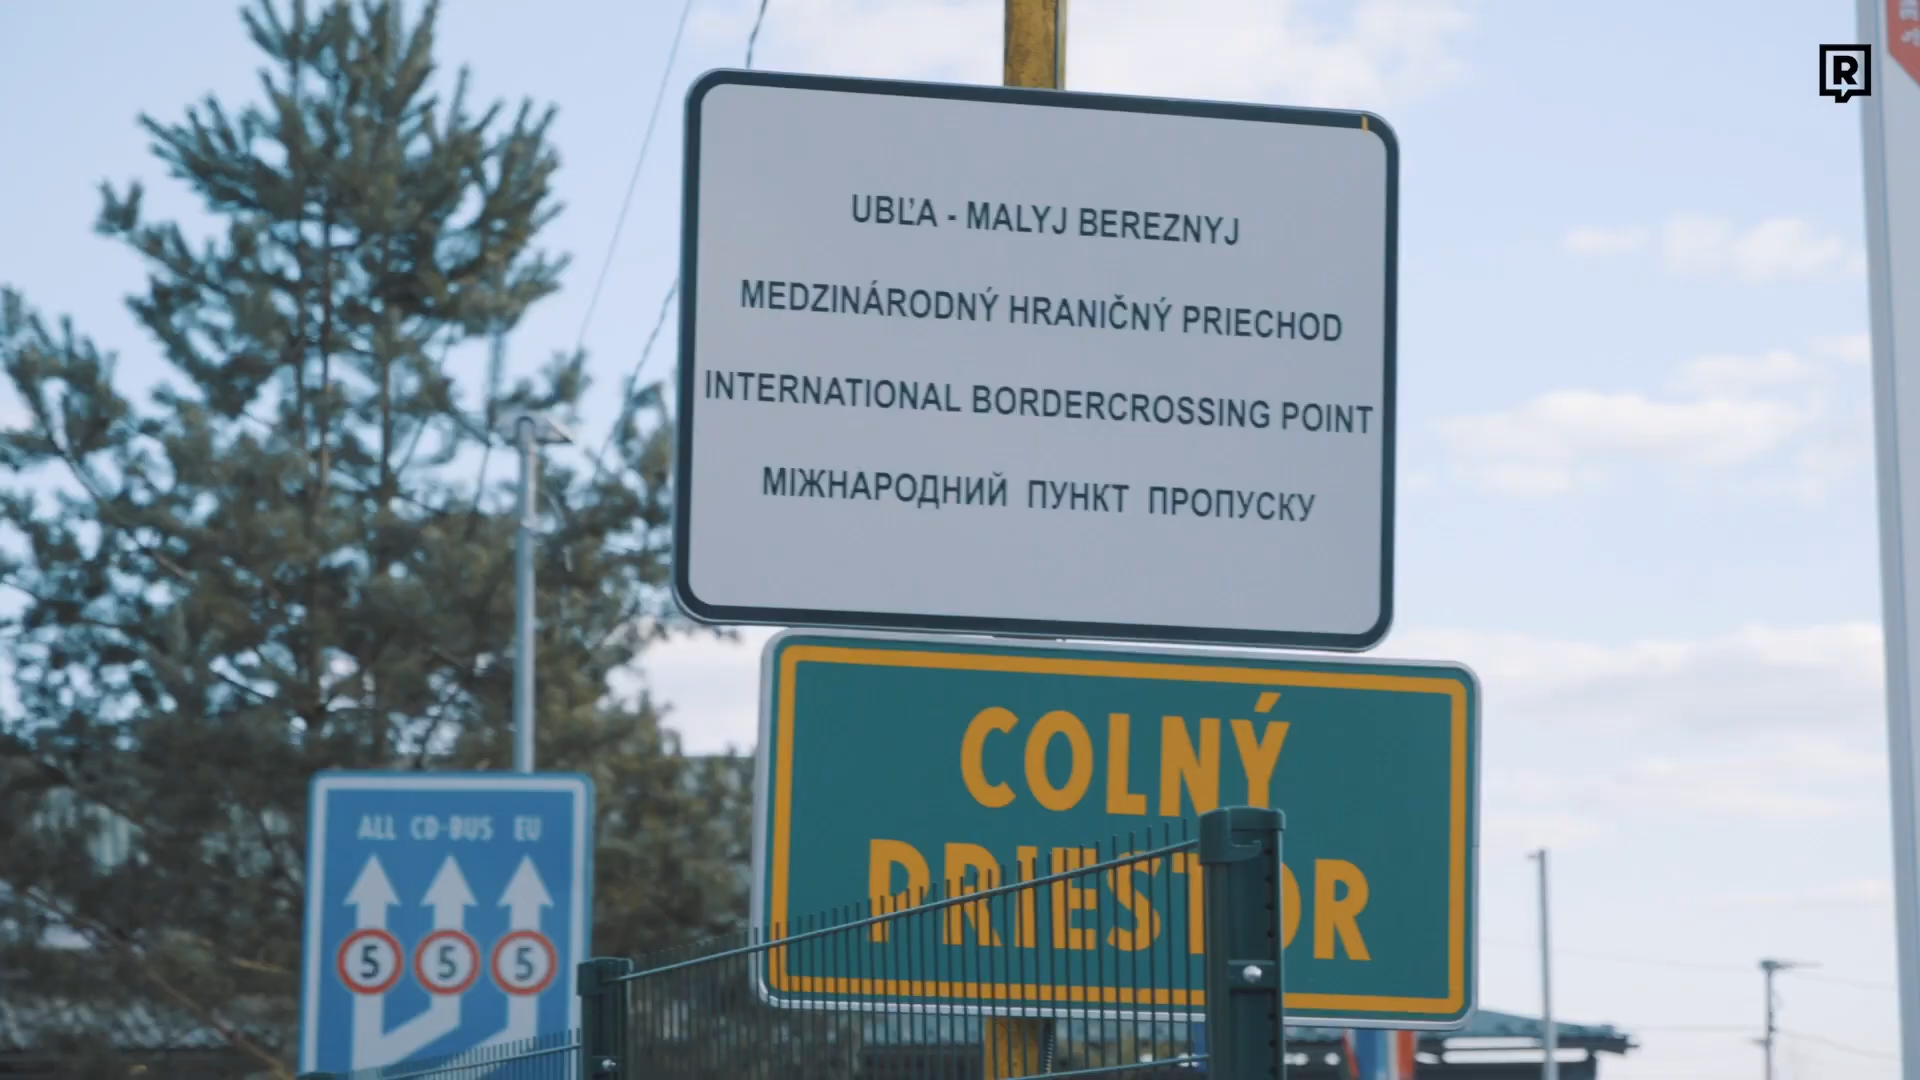 UBĽA - MALYJ BEREZNYJ
MEDZINÁRODNÝ HRANIČNÝ PRIECHOD
INTERNATIONAL BORDERCROSSING POINT
МІЖНАРОДНИЙ ПУНКТ ПРОПУСКУ
COLNÝ
PRIESTOR
ALL CD-BUS EU
5 5 5
R